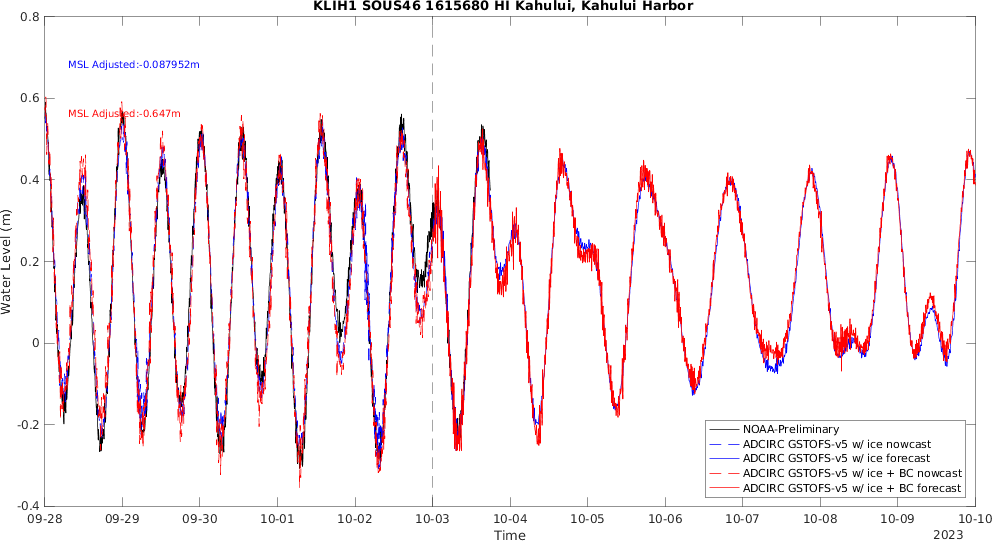 KLIH1 SOUS46 1615680 HI Kahului, Kahului Harbor
0.8
MSL Adjusted:-0.087952m
0.6
MSL Adjusted:-0.647m
0.4
Water Level (m)
0.2
0
-0.2
NOAA-Preliminary
ADCIRC GSTOFS-v5 w/ ice nowcast
ADCIRC GSTOFS-v5 w/ ice forecast
ADCIRC GSTOFS-v5 w/ ice + BC nowcast
ADCIRC GSTOFS-v5 w/ ice + BC forecast
-0.4
09-28 09-29 09-30 10-01 10-02 10-03 10-04 10-05 10-06 10-07 10-08 10-09 10-10
Time
2023